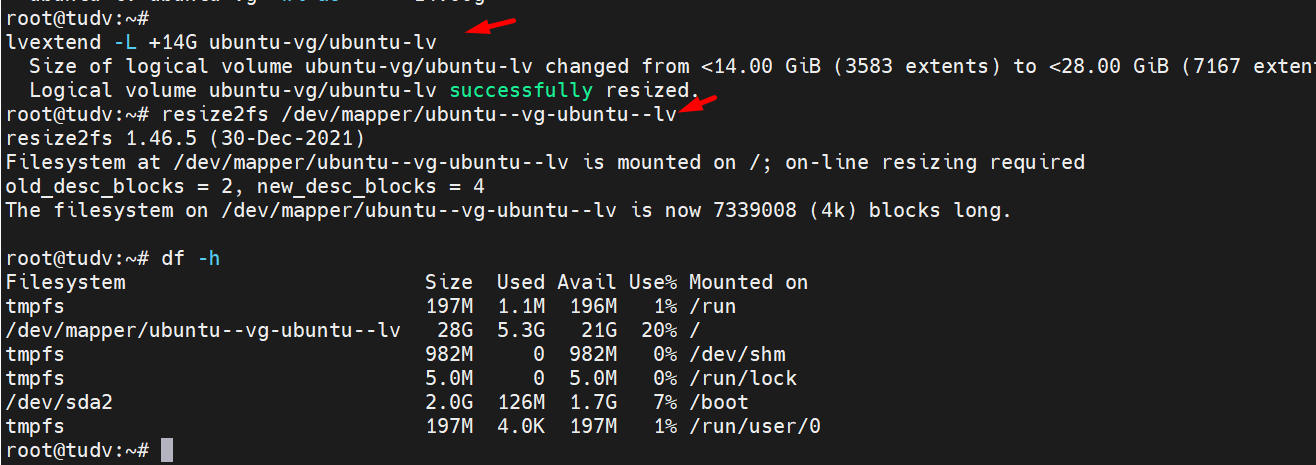 root@tudv:~#
lvextend -L +14G ubuntu-vg/ubuntu-lv
  Size of logical volume ubuntu-vg/ubuntu-lv changed from <14.00 GiB (3583 extents) to <28.00 GiB (7167 exten
  Logical volume ubuntu-vg/ubuntu-lv successfully resized.
root@tudv:~# resize2fs /dev/mapper/ubuntu--vg-ubuntu--lv
resize2fs 1.46.5 (30-Dec-2021)
Filesystem at /dev/mapper/ubuntu--vg-ubuntu--lv is mounted on /; on-line resizing required
old_desc_blocks = 2, new_desc_blocks = 4
The filesystem on /dev/mapper/ubuntu--vg-ubuntu--lv is now 7339008 (4k) blocks long.
root@tudv:~# df -h
Filesystem                         Size  Used Avail Use% Mounted on
tmpfs                              197M  1.1M  196M   1% /run
/dev/mapper/ubuntu--vg-ubuntu--lv   28G  5.3G   21G  20% /
tmpfs                              982M     0  982M   0% /dev/shm
tmpfs                              5.0M     0  5.0M   0% /run/lock
/dev/sda2                          2.0G  126M  1.7G   7% /boot
tmpfs                              197M  4.0K  197M   1% /run/user/0
root@tudv:~#